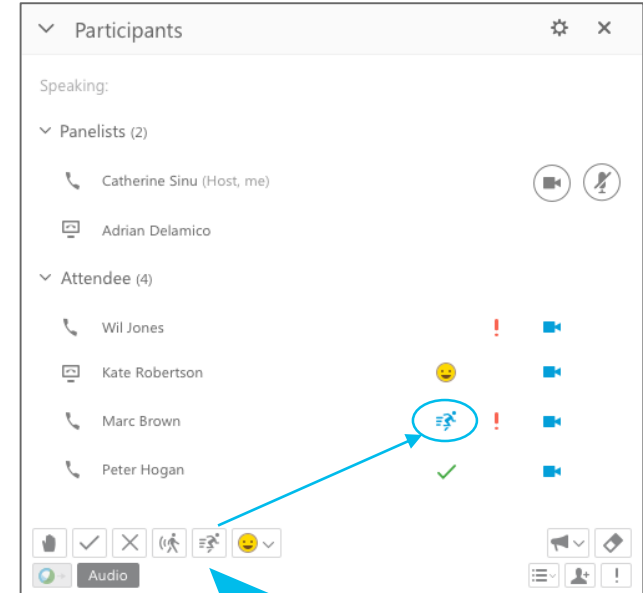 Participants
Speaking:
Panelists (2)
Catherine Sinu (Host, me)
Adrian Delamico
Attendee (4)
Wil Jones
Kate Robertson
Marc Brown
Peter Hogan
Audio